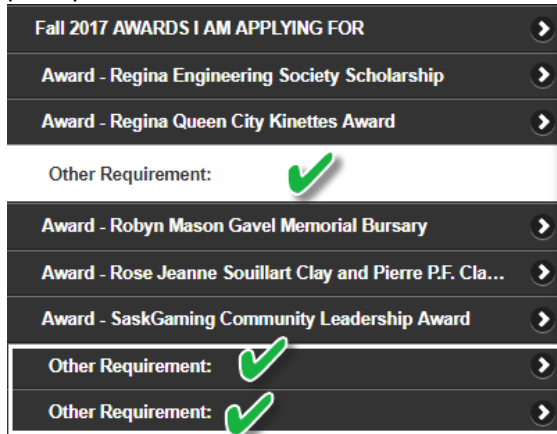 Fall 2017 AWARDS I AM APPLYING FOR
Award - Regina Engineering Society Scholarship
Award - Regina Queen City Kinettes Award
Other Requirement:
Award - Robyn Mason Gavel Memorial Bursary
Award - Rose Jeanne Souillart Clay and Pierre P.F. Cla...
Award - SaskGaming Community Leadership Award
Other Requirement:
Other Requirement: